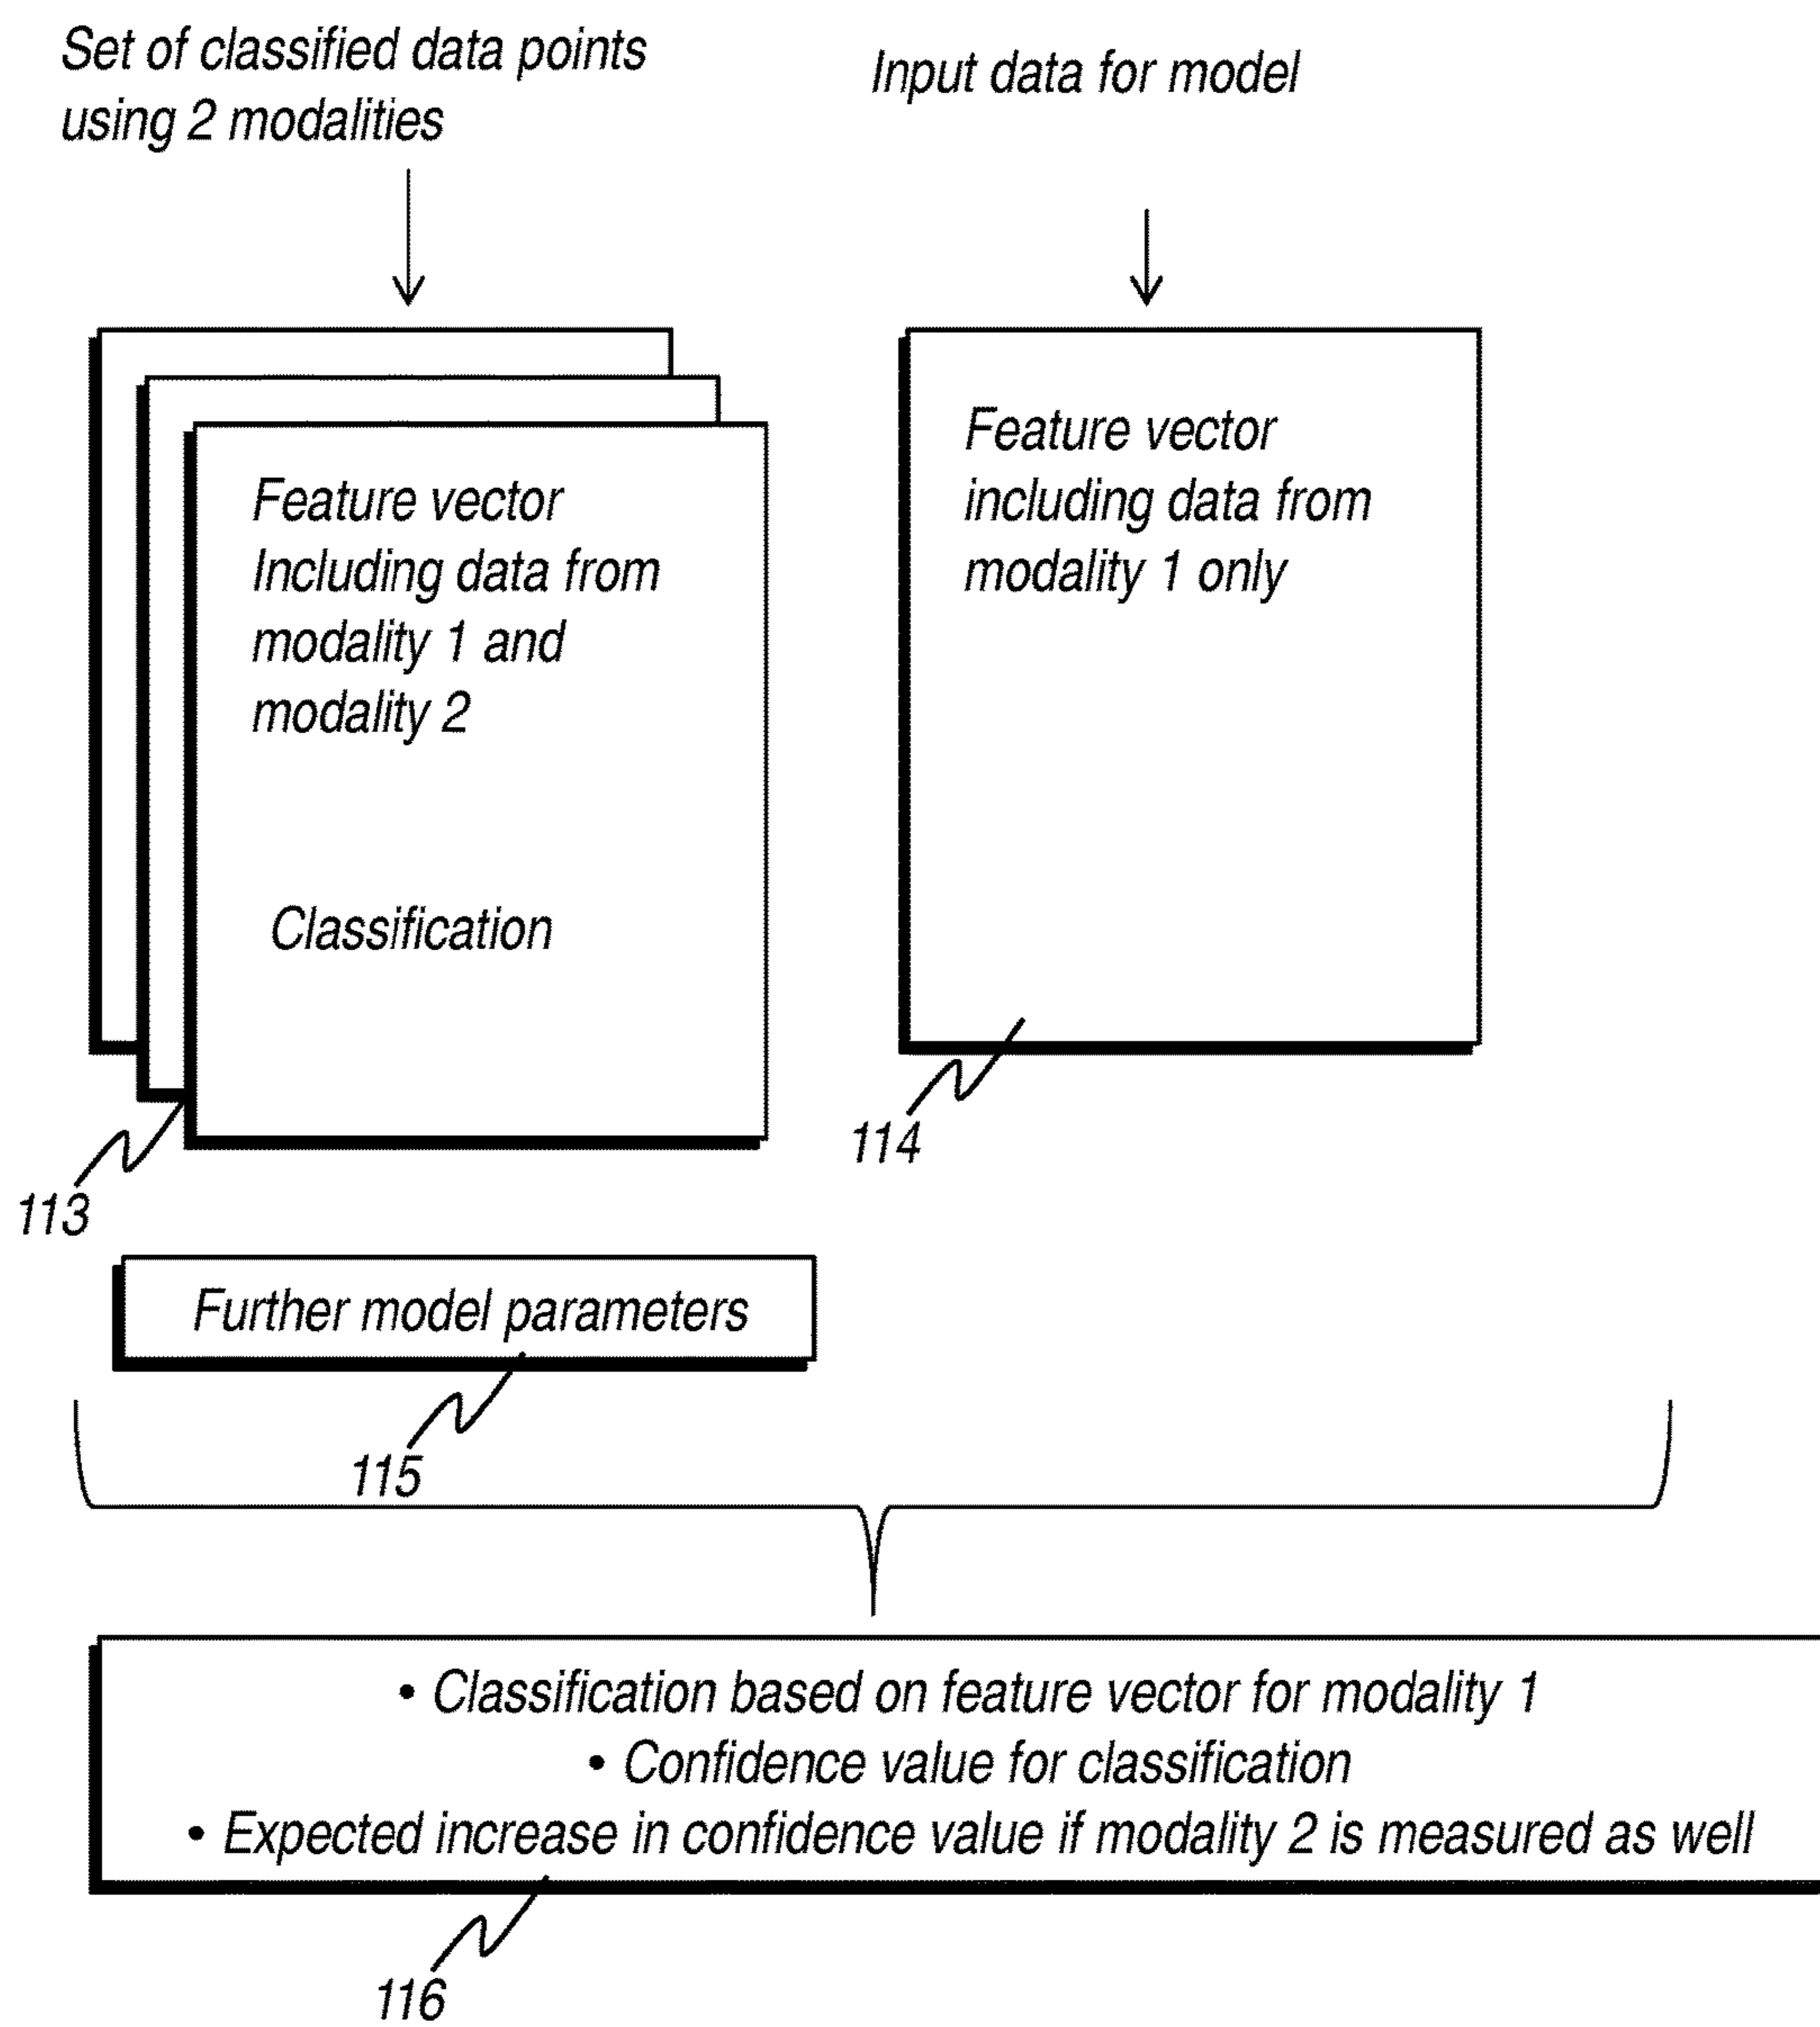 Set of classified data points
using 2 modalities
Input data for model
Feature vector
Including data from
modality 1 and
modality 2
Classification
Feature vector
including data from
modality 1 only
113
114
Further model parameters
115
• Classification based on feature vector for modality 1
• Confidence value for classification
• Expected increase in confidence value if modality 2 is measured as well
116